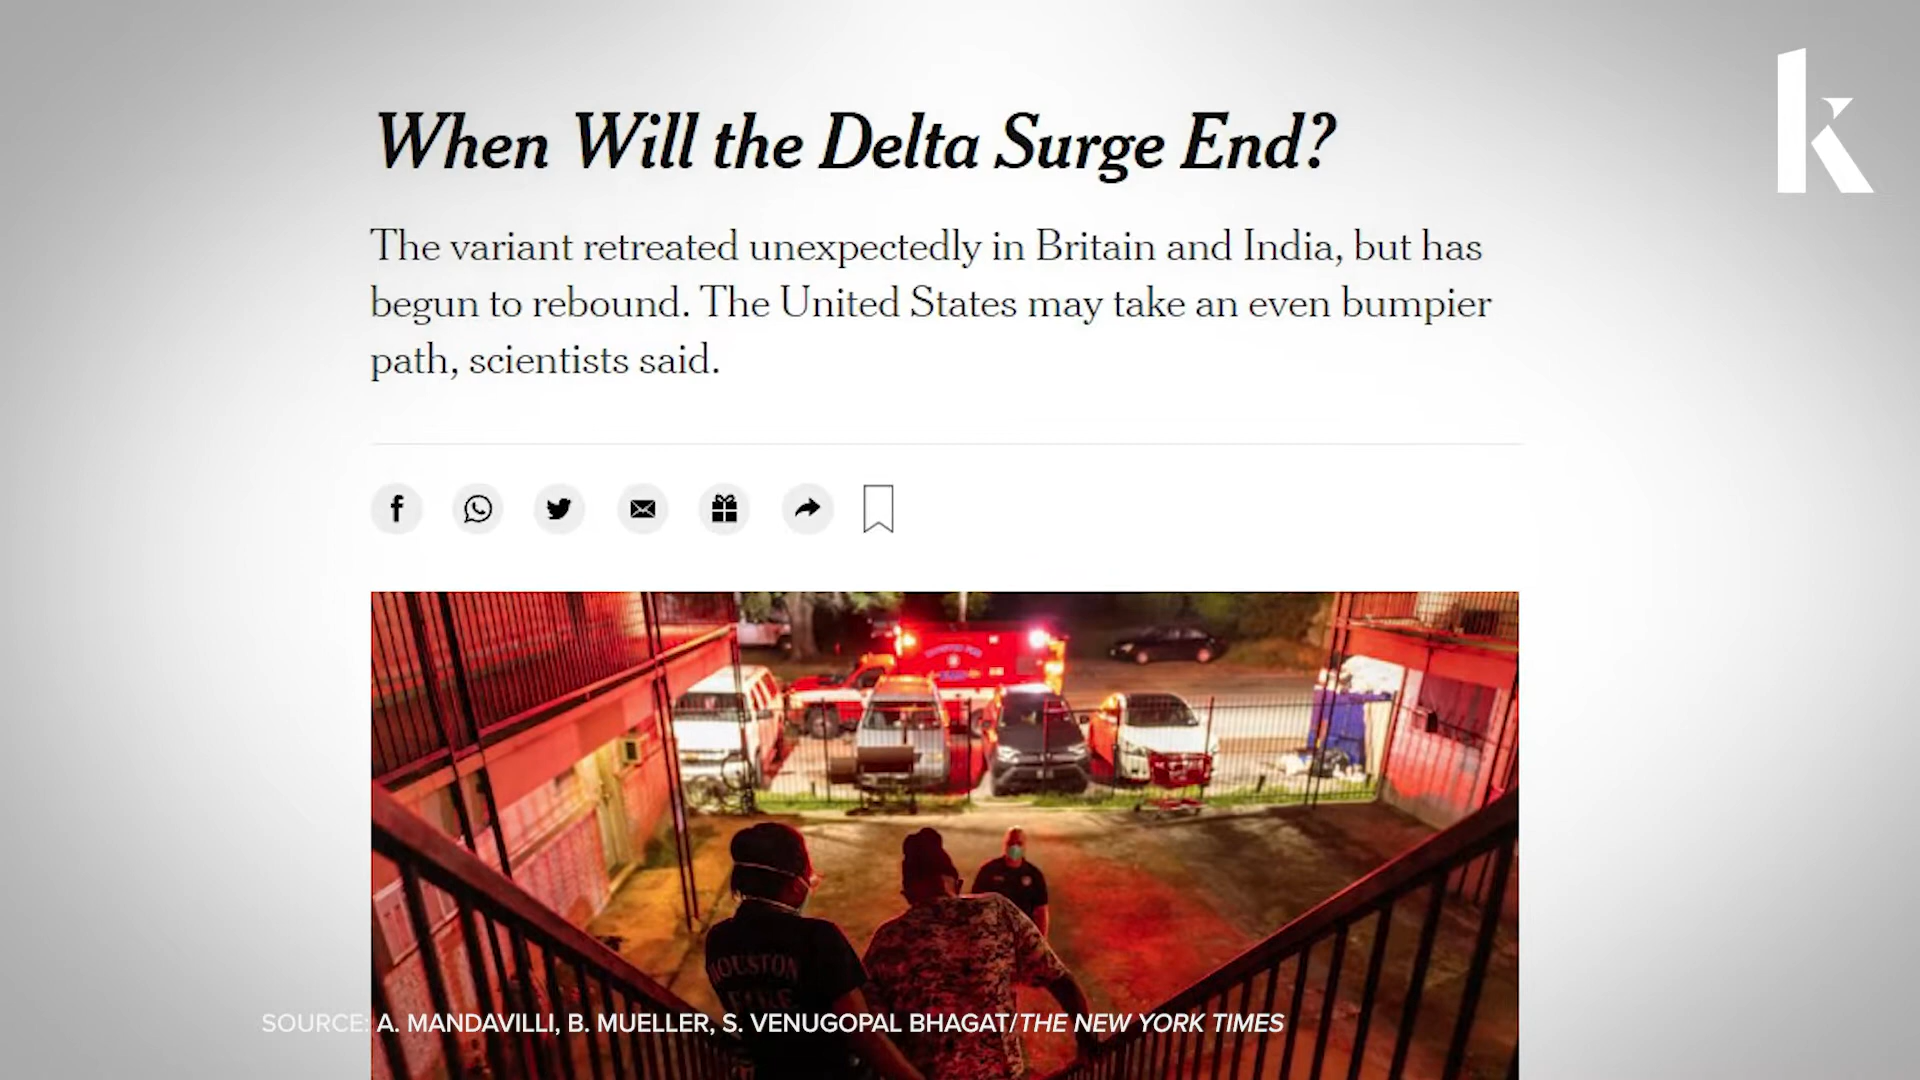 When Will the Delta Surge End?
The variant retreated unexpectedly in Britain and India, but has
begun to rebound. The United States may take an even bumpier
path, scientists said.
HOUSTON
FIRE
SOURCE: A. MANDAVILLI, B. MUELLER, S. VENUGOPAL BHAGAT/THE NEW YORK TIMES